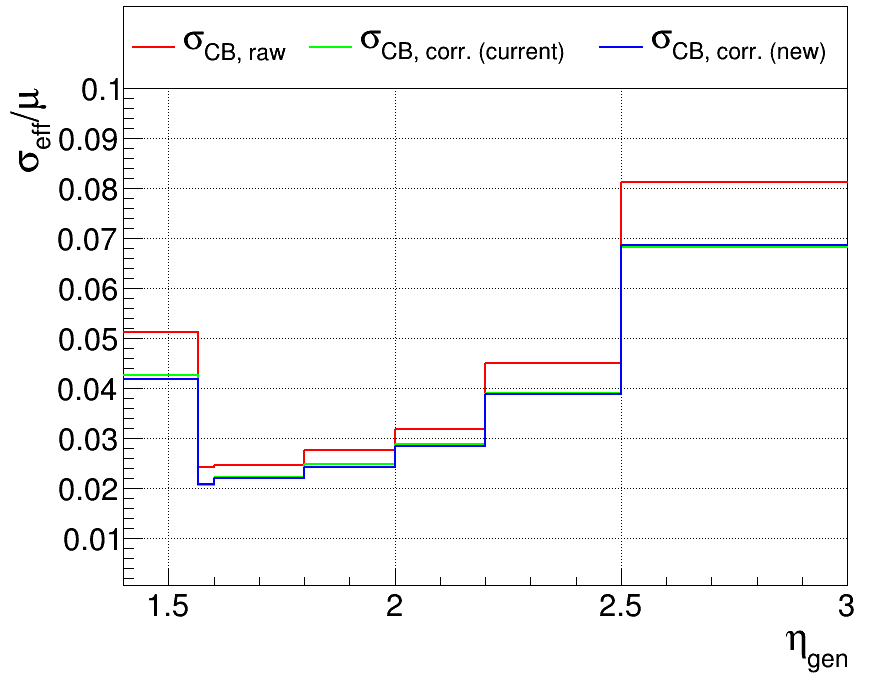 σCB, raw σCB, corr. (current) σCB, corr. (new)
σeff/μ
0.1
0.09
0.08
0.07
0.06
0.05
0.04
0.03
0.02
0.01
1.5 2 2.5 3
ηgen